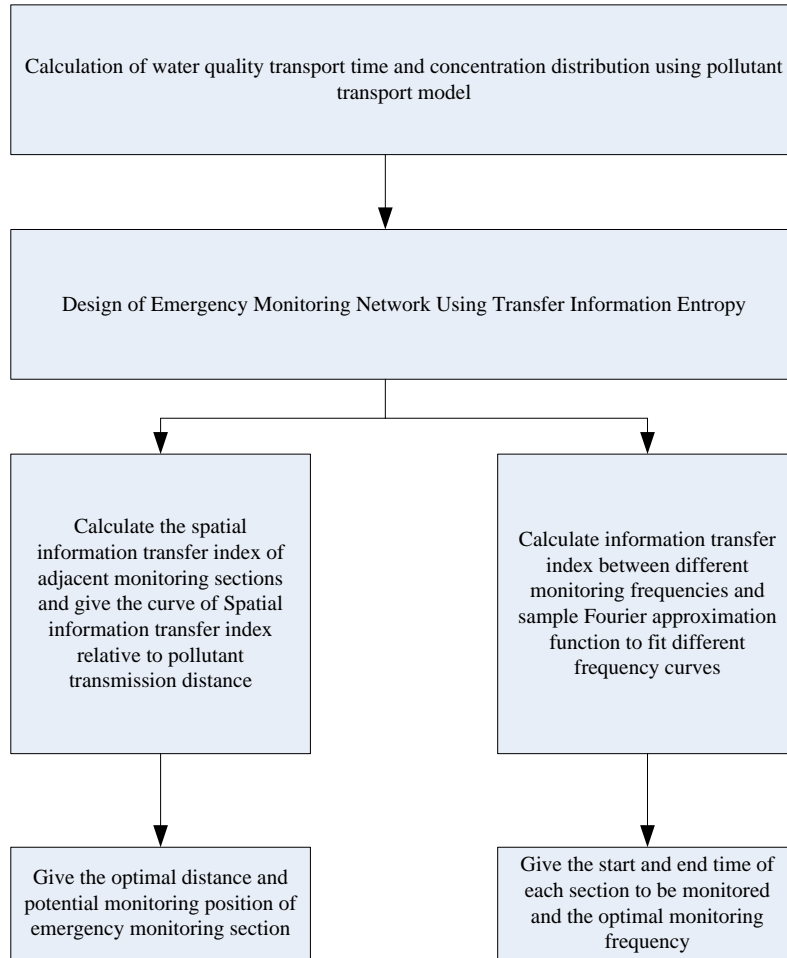 Calculation of water quality transport time and concentration distribution using pollutant
transport model
Design of Emergency Monitoring Network Using Transfer Information Entropy
Calculate the spatial
information transfer index of
adjacent monitoring sections
and give the curve of Spatial
information transfer index
relative to pollutant
transmission distance
Calculate information transfer
index between different
monitoring frequencies and
sample Fourier approximation
function to fit different
frequency curves
Give the optimal distance and
potential monitoring position of
emergency monitoring section
Give the start and end time of
each section to be monitored
and the optimal monitoring
frequency